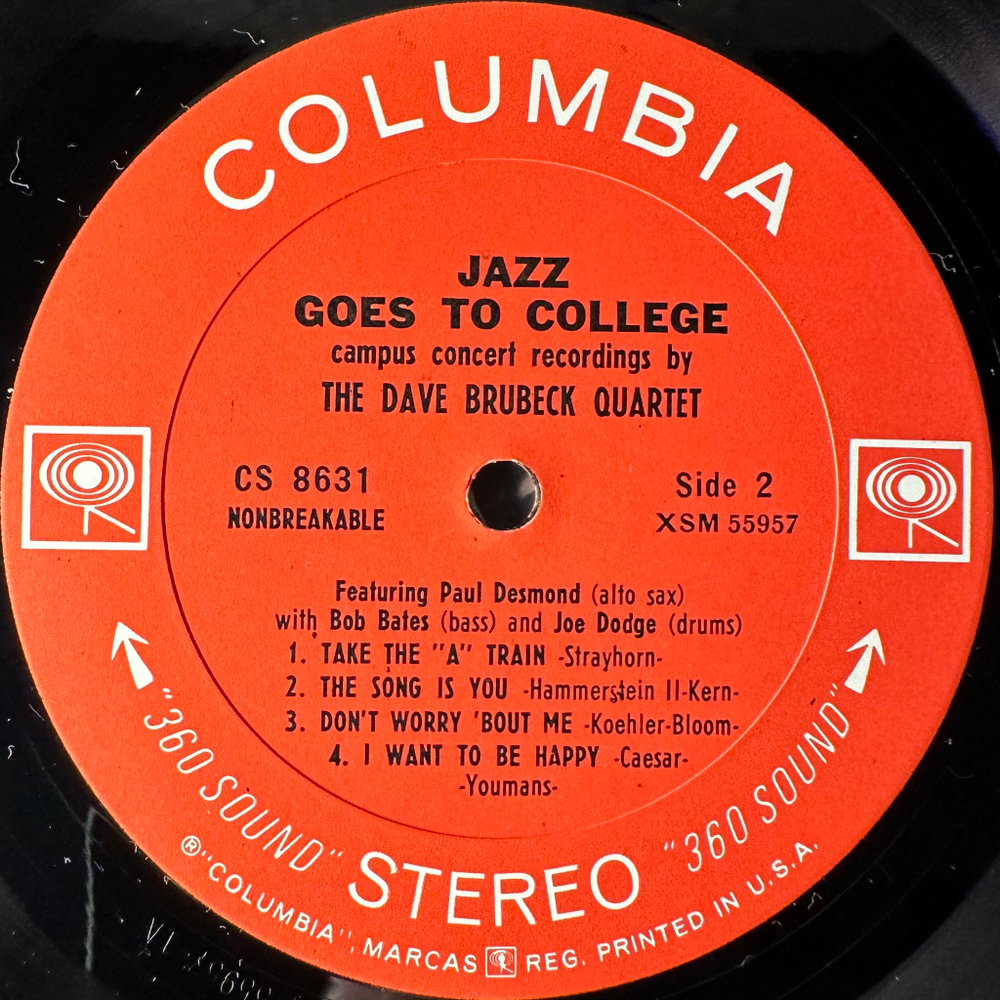 COLUMBIA
JAZZ
GOES TO COLLEGE
campus concert recordings by
THE DAVE BRUBECK QUARTET
CS 8631
NONBREAKABLE
Side 2
XSM 55957
Featuring Paul Desmond (alto sax)
with Bob Bates (bass) and Joe Dodge (drums)
1. TAKE THE "A" TRAIN -Strayhorn-
2. THE SONG IS YOU -Hammerstein II-Kern-
3. DON'T WORRY 'BOUT ME -Koehler-Bloom-
4. I WANT TO BE HAPPY -Caesar-
-Youmans-
"360 SOUND" STEREO "360 SOUND"
® "COLUMBIA", MARCAS REG. PRINTED IN U.S.A.